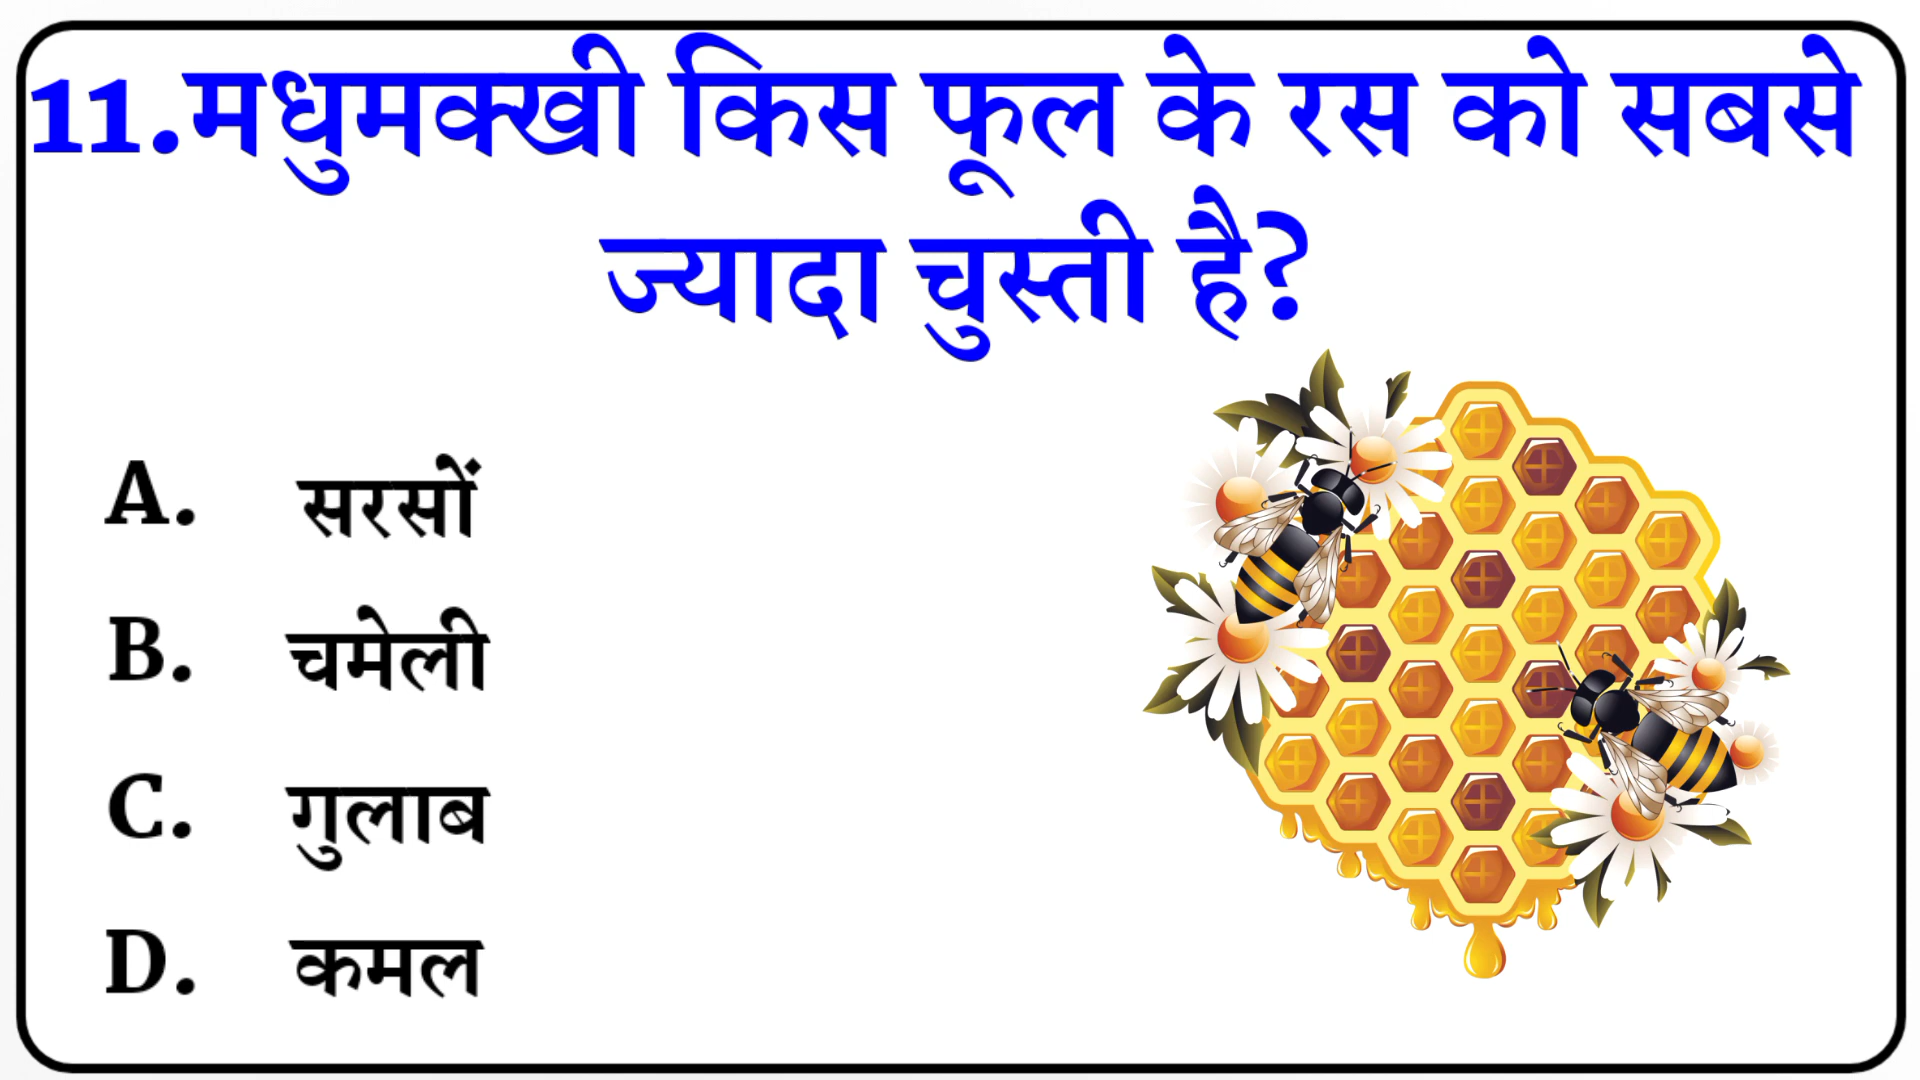 11.मधुमक्खी किस फूल के रस को सबसे
ज्यादा चुस्ती है?
A. सरसों
B. चमेली
C. गुलाब
D. कमल